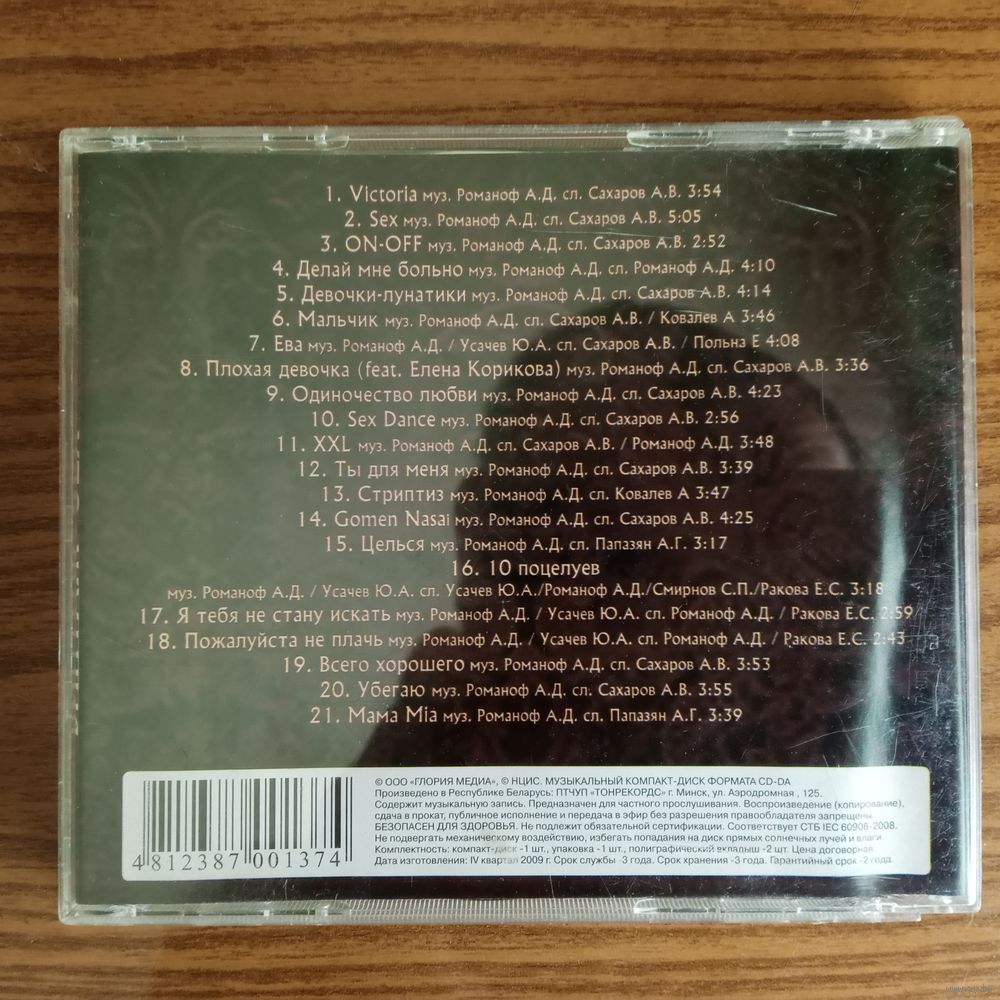 1. Victoria муз. Романоф А.Д. сл. Сахаров А.В. 3:54
2. Sex муз. Романоф А.Д. сл. Сахаров А.В. 5:05
3. ON-OFF муз. Романоф А.Д. сл. Сахаров А.В. 2:52
4. Делай мне больно муз. Романоф А.Д. сл. Романоф А.Д. 4:10
5. Девочки-лунатики муз. Романоф А.Д. сл. Сахаров А.В. 4:14
6. Мальчик муз. Романоф А.Д. сл. Сахаров А.В. / Ковалев А 3:46
7. Ева муз. Романоф А.Д. / Усачев Ю.А. сл. Сахаров А.В. / Польна Е 4:08
8. Плохая девочка (feat. Елена Корикова) муз. Романоф А.Д. сл. Сахаров А.В. 3:36
9. Одиночество любви муз. Романоф А.Д. сл. Сахаров А.В. 4:23
10. Sex Dance муз. Романоф А.Д. сл. Сахаров А.В. 2:56
11. XXL муз. Романоф А.Д. сл. Сахаров А.В. / Романоф А.Д. 3:48
12. Ты для меня муз. Романоф А.Д. сл. Сахаров А.В. 3:39
13. Стриптиз муз. Романоф А.Д. сл. Ковалев А 3:47
14. Gomen Nasai муз. Романоф А.Д. сл. Сахаров А.В. 4:25
15. Целься муз. Романоф А.Д. сл. Папазян А.Г. 3:17
16. 10 поцелуев
муз. Романоф А.Д. / Усачев Ю.А. сл. Усачев Ю.А./Романоф А.Д./Смирнов С.П./Ракова Е.С. 3:18
17. Я тебя не стану искать муз. Романоф А.Д. / Усачев Ю.А. сл. Романоф А.Д. / Ракова Е.С. 2:59
18. Пожалуйста не плачь муз. Романоф А.Д. / Усачев Ю.А. сл. Романоф А.Д. / Ракова Е.С. 2:43
19. Всего хорошего муз. Романоф А.Д. сл. Сахаров А.В. 3:53
20. Убегаю муз. Романоф А.Д. сл. Сахаров А.В. 3:55
21. Мама Mia муз. Романоф А.Д. сл. Папазян А.Г. 3:39
© ООО «ГЛОРИЯ МЕДИА», © НЦИС. МУЗЫКАЛЬНЫЙ КОМПАКТ-ДИСК ФОРМАТА CD-DA
Произведено в Республике Беларусь: ПТЧУП «ТОНРЕКОРДС» г. Минск, ул. Аэродромная , 125.
Содержит музыкальную запись. Предназначен для частного прослушивания. Воспроизведение (копирование),
сдача в прокат, публичное исполнение и передача в эфир без разрешения правообладателя запрещены.
БЕЗОПАСЕН ДЛЯ ЗДОРОВЬЯ. Не подлежит обязательной сертификации. Соответствует СТБ IEC 60908-2008.
Не подвергать механическому воздействию, избегать попадания на диск прямых солнечных лучей и влаги.
Комплектность: компакт-диск -1 шт., упаковка -1 шт., полиграфический вкладыш -2 шт. Цена договорная.
Дата изготовления: IV квартал 2009 г. Срок службы -3 года. Срок хранения -3 года. Гарантийный срок -2 года.
4812387001374